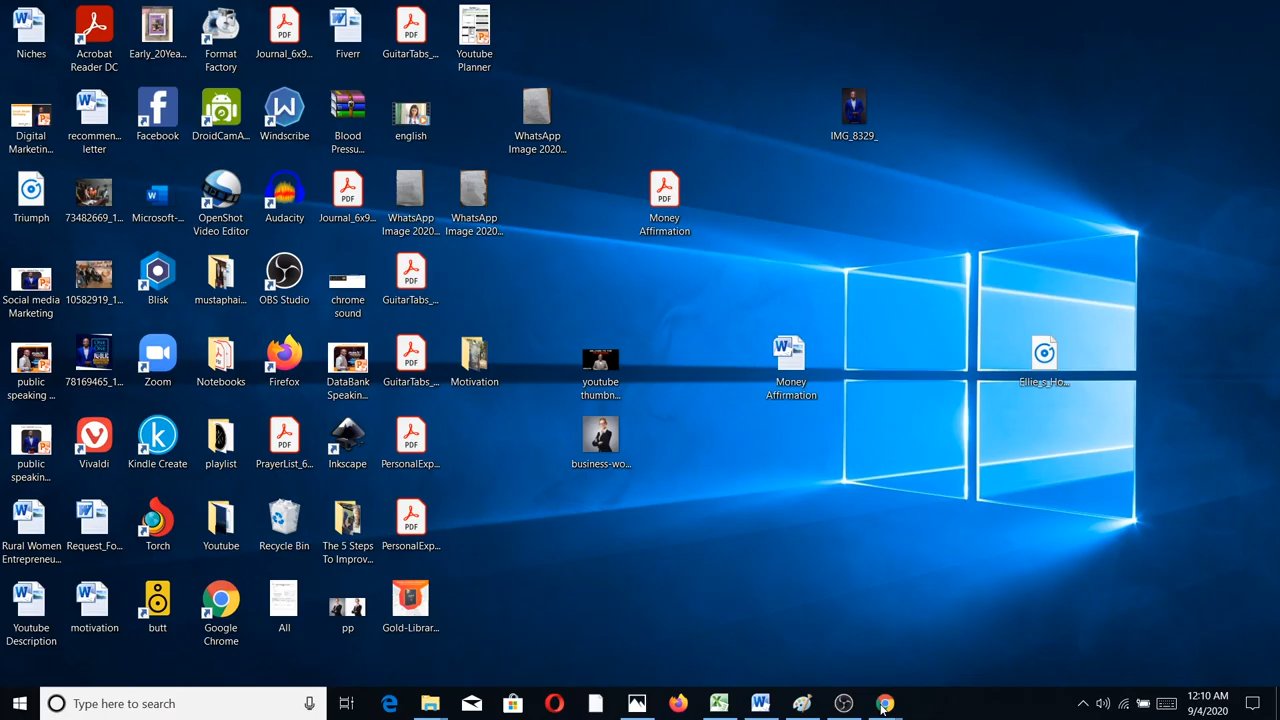 Niches
Acrobat
Reader DC
Early_20Yea...
Format
Factory
Journal_6x9...
Fiverr
GuitarTabs_...
Youtube
Planner
Digital
Marketin...
recommen...
letter
Facebook
DroidCamA...
Windscribe
Blood
Pressu...
english
WhatsApp
Image 2020...
IMG_8329_
Triumph
73482669_1...
Microsoft-...
OpenShot
Video Editor
Audacity
Journal_6x9...
WhatsApp
Image 2020...
WhatsApp
Image 2020...
Money
Affirmation
Social media
Marketing
10582919_1...
Blisk
mustaphai...
OBS Studio
chrome
sound
GuitarTabs_...
public
speaking ...
78169465_1...
Zoom
Notebooks
Firefox
DataBank
Speakin...
GuitarTabs_...
Motivation
youtube
thumbn...
Money
Affirmation
Ellie_s_Ho...
public
speakin...
Vivaldi
Kindle Create
playlist
PrayerList_6...
Inkscape
PersonalExp...
business-wo...
Rural Women
Entrepreneu...
Request_Fo...
Torch
Youtube
Recycle Bin
The 5 Steps
To Improv...
PersonalExp...
Youtube
Description
motivation
butt
Google
Chrome
All
pp
Gold-Librar...
Type here to search
12:10 AM
9/4/2020